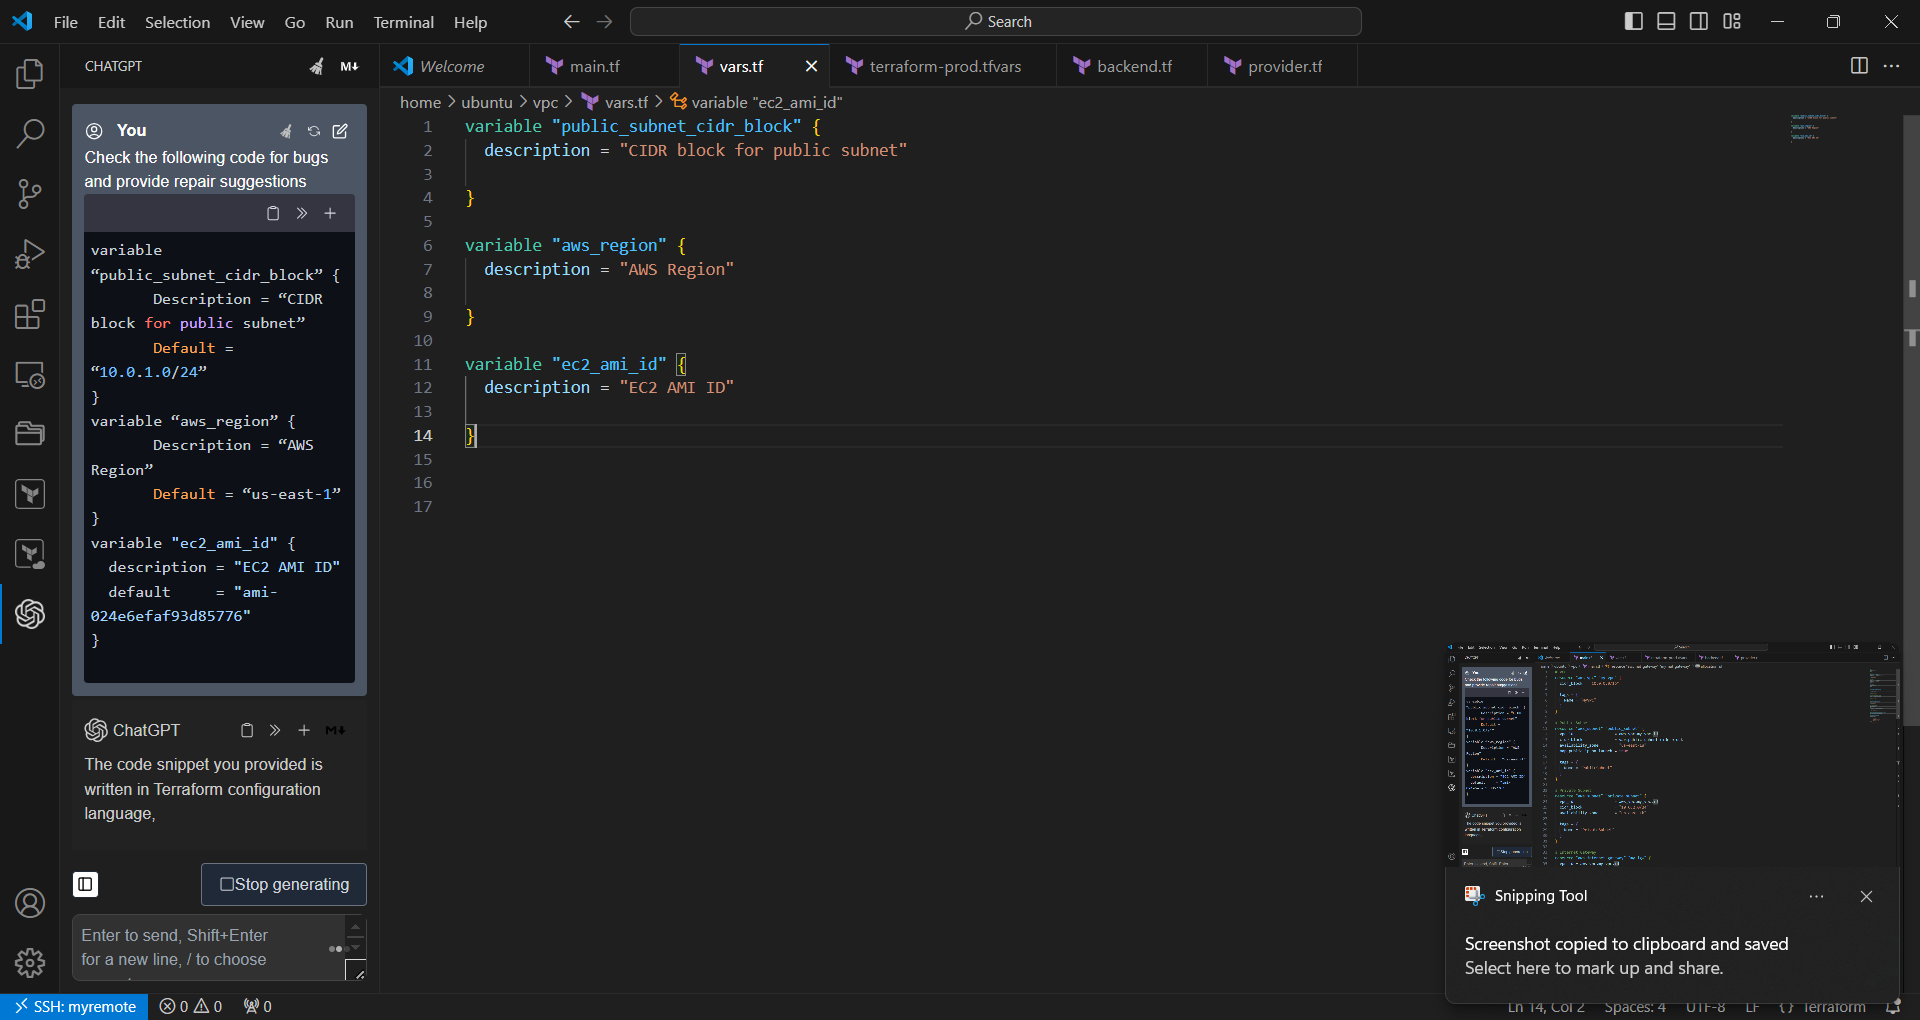 File Edit Selection View Go Run Terminal Help
Search
CHATGPT
M↓
Welcome
main.tf
vars.tf
terraform-prod.tfvars
backend.tf
provider.tf
home > ubuntu > vpc > vars.tf > variable "ec2_ami_id"
You
Check the following code for bugs
and provide repair suggestions
variable
“public_subnet_cidr_block” {
Description = “CIDR
block for public subnet”
Default =
“10.0.1.0/24”
}
variable “aws_region” {
Description = “AWS
Region”
Default = “us-east-1”
}
variable "ec2_ami_id" {
description = "EC2 AMI ID"
default = "ami-
024e6efaf93d85776"
}
ChatGPT
M↓
The code snippet you provided is
written in Terraform configuration
language,
Stop generating
Enter to send, Shift+Enter
for a new line, / to choose
1 variable "public_subnet_cidr_block" {
2 description = "CIDR block for public subnet"
3
4 }
5
6 variable "aws_region" {
7 description = "AWS Region"
8
9 }
10
11 variable "ec2_ami_id" {
12 description = "EC2 AMI ID"
13
14 }
15
16
17
Snipping Tool
Screenshot copied to clipboard and saved
Select here to mark up and share.
SSH: myremote
0 0
0
Ln 14, Col 2
Spaces: 4
UTF-8
LF
{} Terraform